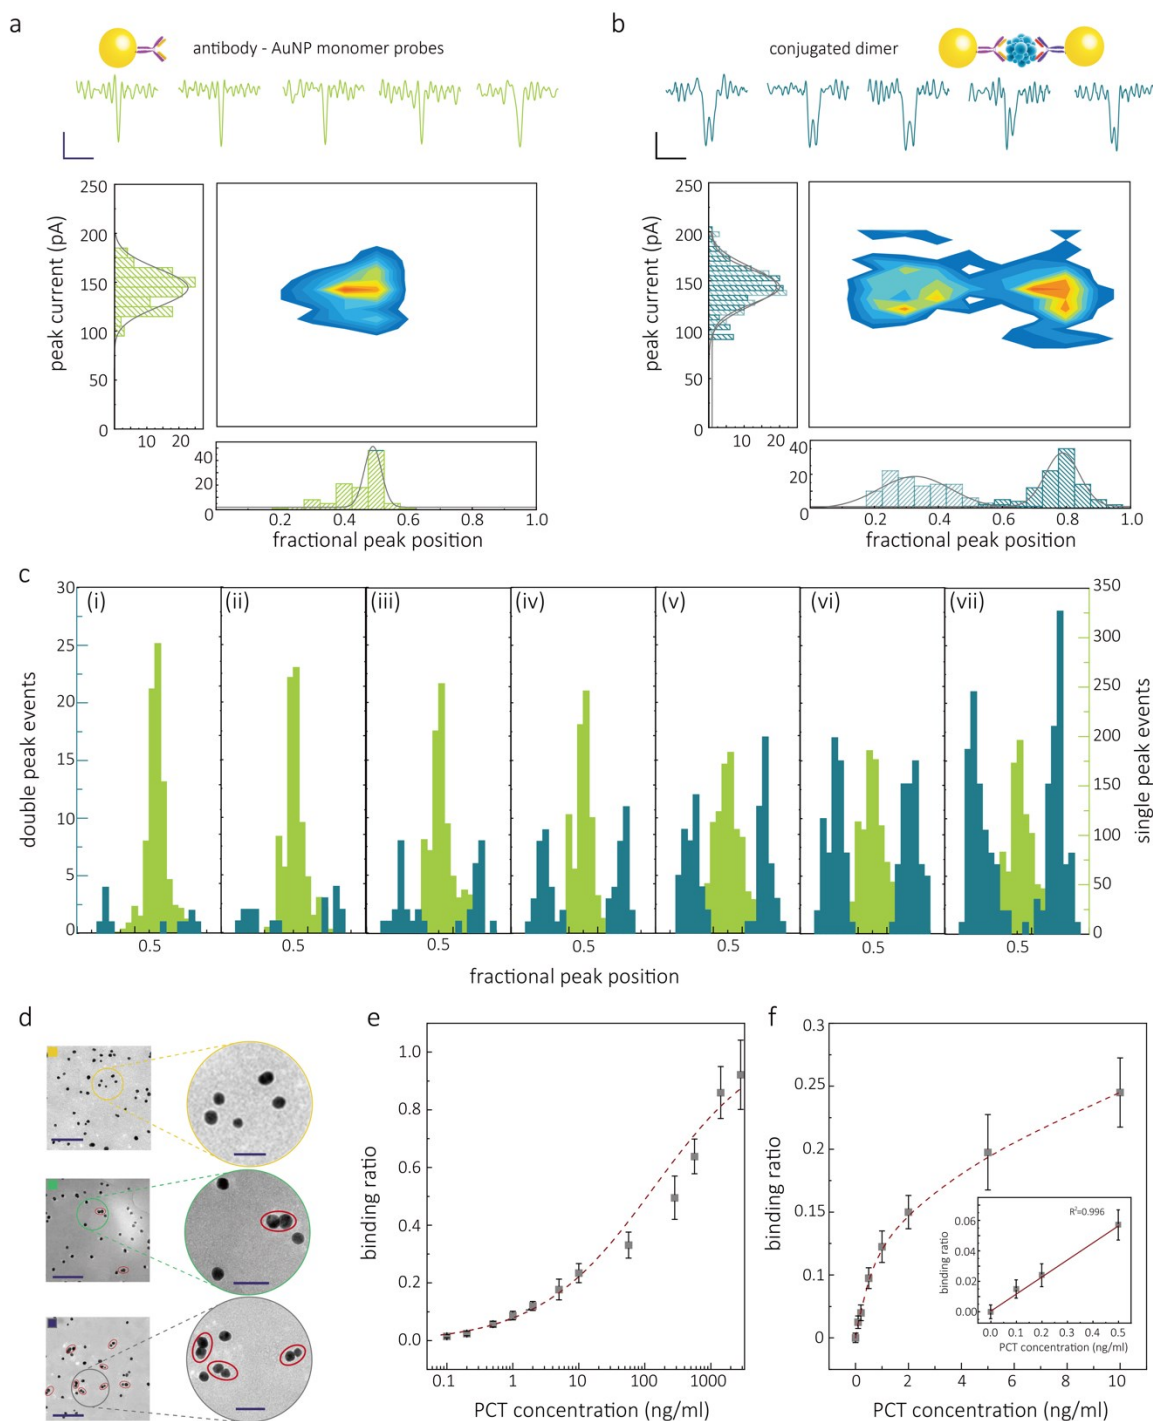 a
antibody - AuNP monomer probes
b
conjugated dimer
250
200
150
100
50
0
peak current (pA)
10 20
40
20
0
0.2 0.4 0.6 0.8 1.0
fractional peak position
250
200
150
100
50
0
peak current (pA)
10 20
40
20
0
0.2 0.4 0.6 0.8 1.0
fractional peak position
c
30
25
20
15
10
5
0
double peak events
(i) (ii) (iii) (iv) (v) (vi) (vii)
350
300
250
200
150
100
50
0
single peak events
0.5 0.5 0.5 0.5 0.5 0.5 0.5
fractional peak position
d
e
1.0
0.8
0.6
0.4
0.2
0.0
binding ratio
0.1 1 10 100 1000
PCT concentration (ng/ml)
f
0.3
0.25
0.2
0.15
0.1
0.05
0
binding ratio
0 2 4 6 8 10
PCT concentration (ng/ml)
R²=0.996
0.06
0.04
0.02
0.00
binding ratio
0.0 0.1 0.2 0.3 0.4 0.5
PCT concentration (ng/ml)